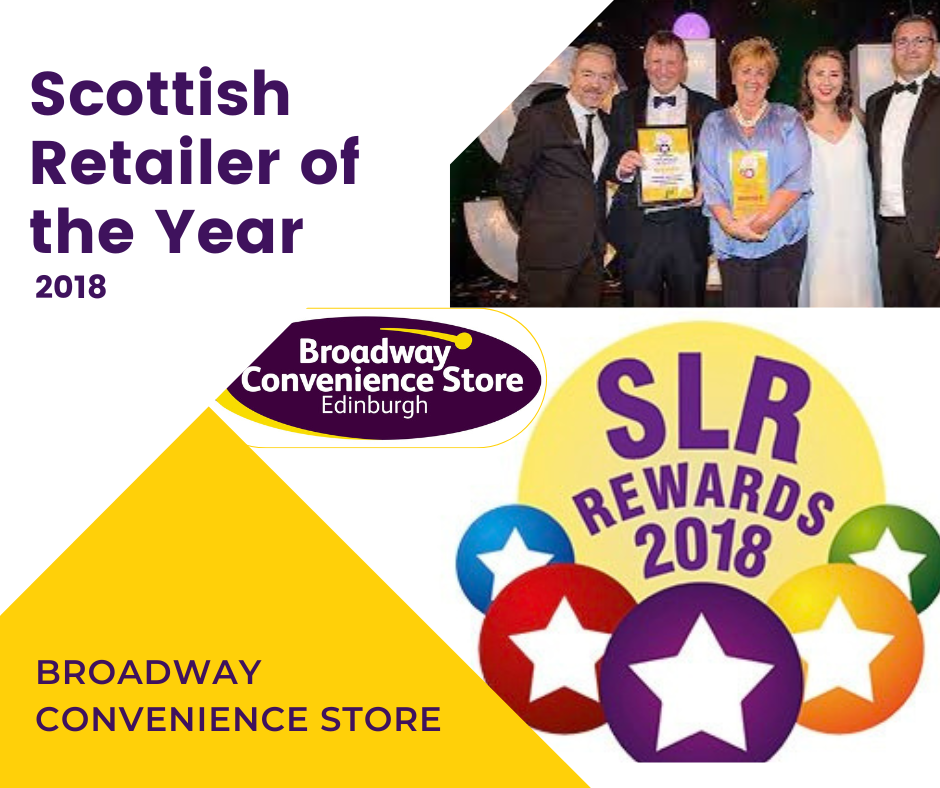 Scottish
Retailer of
the Year
2018
Broadway
Convenience Store
Edinburgh
SLR
REWARDS
2018
BROADWAY
CONVENIENCE STORE